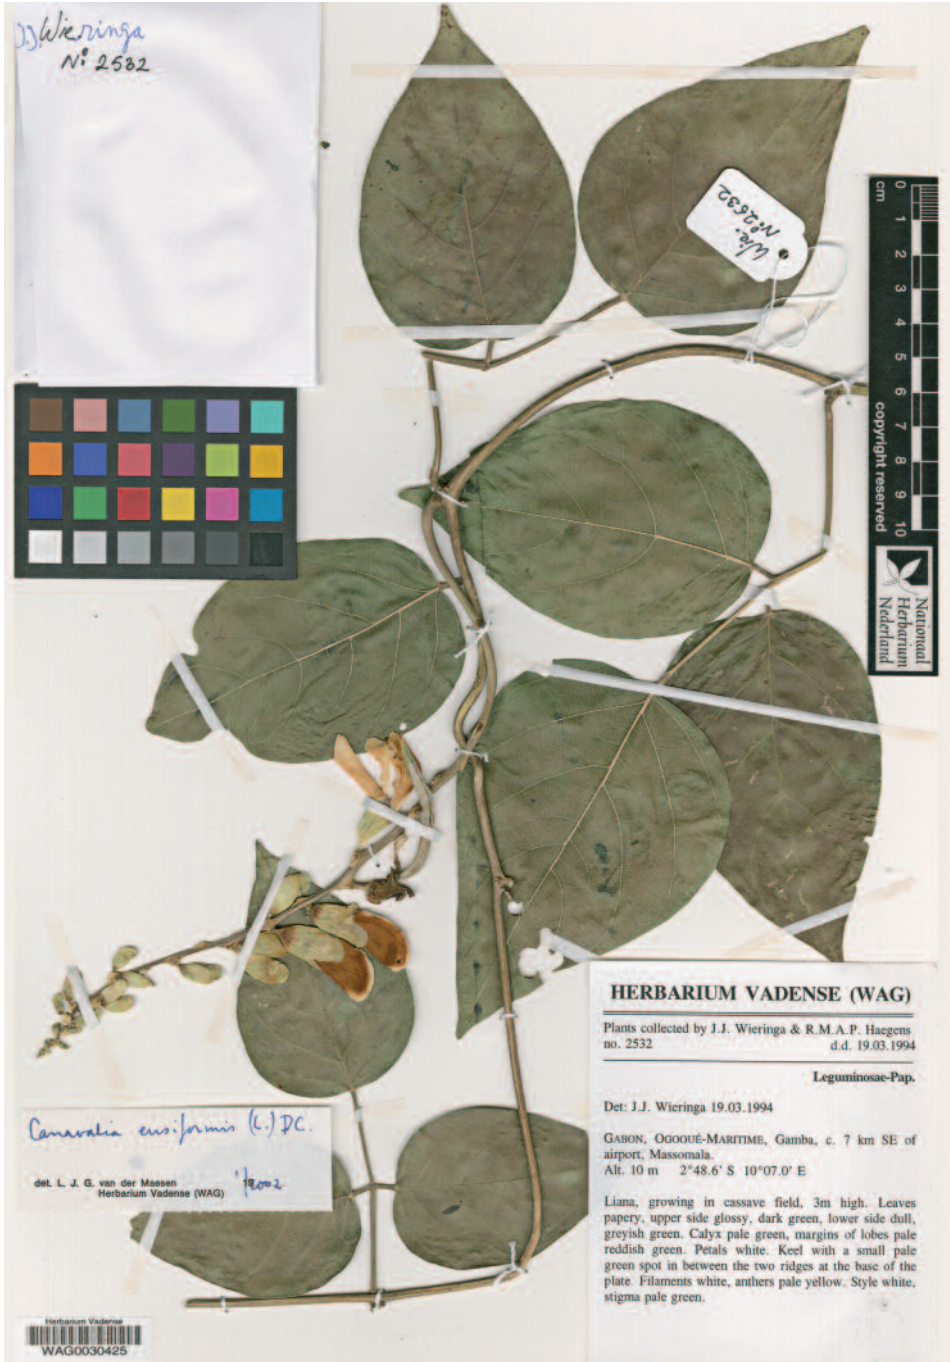 J.J. Wieringa
Nº 2532
Wie.
Nº 2532
cm
0
1
2
3
4
5
6
7
8
9
10
copyright reserved
Nationaal
Herbarium
Nederland
HERBARIUM VADENSE (WAG)
Plants collected by J.J. Wieringa & R.M.A.P. Haegens
no. 2532 d.d. 19.03.1994
Leguminosae-Pap.
Det: J.J. Wieringa 19.03.1994
GABON, OGOOUÉ-MARITIME, Gamba, c. 7 km SE of
airport, Massomala.
Alt. 10 m 2°48.6' S 10°07.0' E
Liana, growing in cassave field, 3m high. Leaves
papery, upper side glossy, dark green, lower side dull,
greyish green. Calyx pale green, margins of lobes pale
reddish green. Petals white. Keel with a small pale
green spot in between the two ridges at the base of the
plate. Filaments white, anthers pale yellow. Style white,
stigma pale green.
Canavalia ensiformis (L.) DC.
det. L. J. G. van der Maesen 2002
Herbarium Vadense (WAG)
Herbarium Vadense
WAG0030425